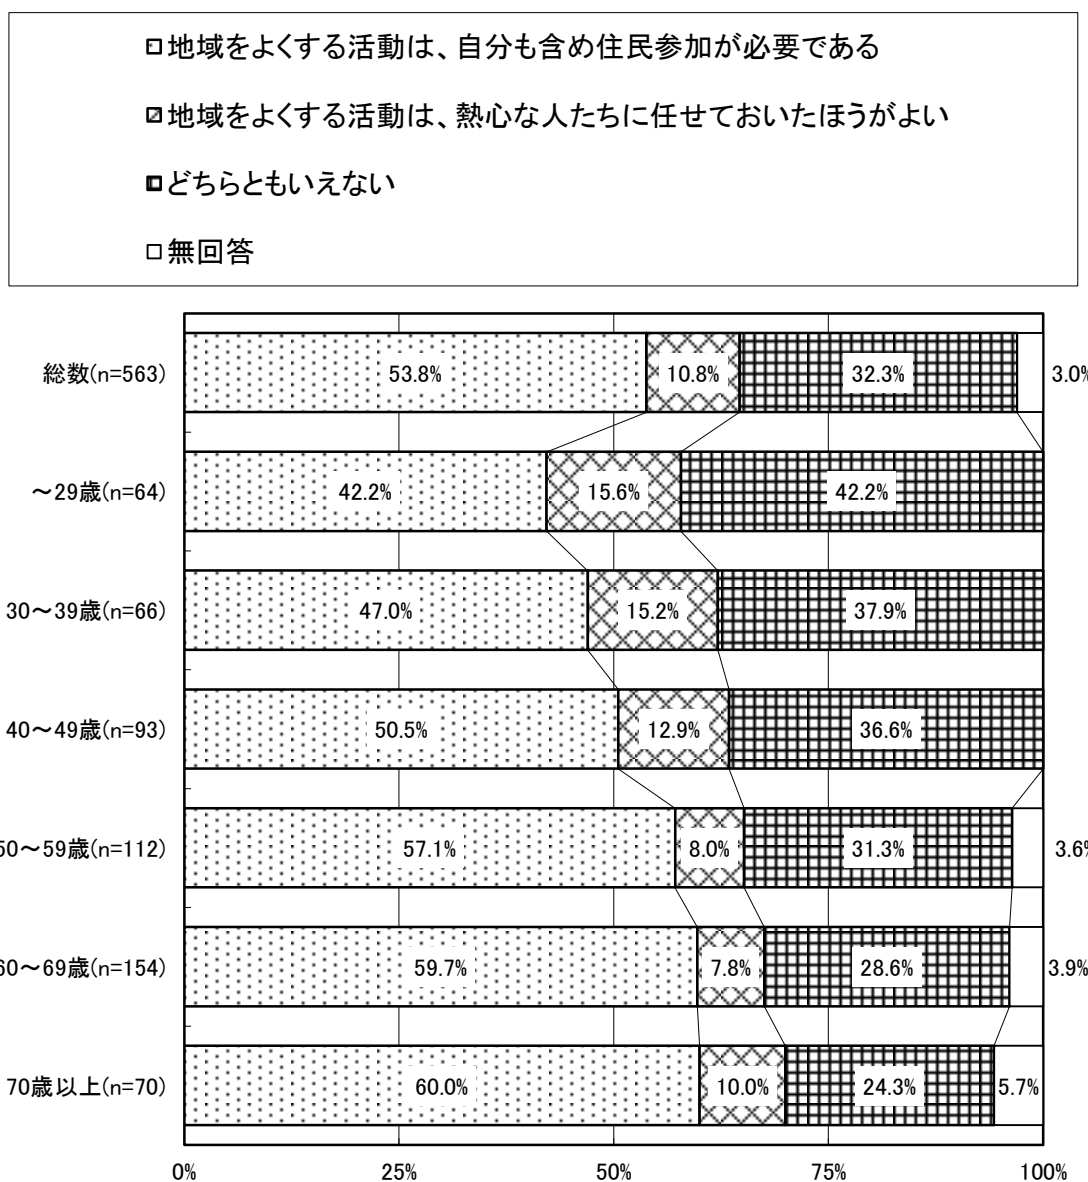 地域をよくする活動は、自分も含め住民参加が必要である
地域をよくする活動は、熱心な人たちに任せておいたほうがよい
どちらともいえない
無回答
総数(n=563) 53.8% 10.8% 32.3% 3.0%
～29歳(n=64) 42.2% 15.6% 42.2%
30～39歳(n=66) 47.0% 15.2% 37.9%
40～49歳(n=93) 50.5% 12.9% 36.6%
50～59歳(n=112) 57.1% 8.0% 31.3% 3.6%
60～69歳(n=154) 59.7% 7.8% 28.6% 3.9%
70歳以上(n=70) 60.0% 10.0% 24.3% 5.7%
0% 25% 50% 75% 100%